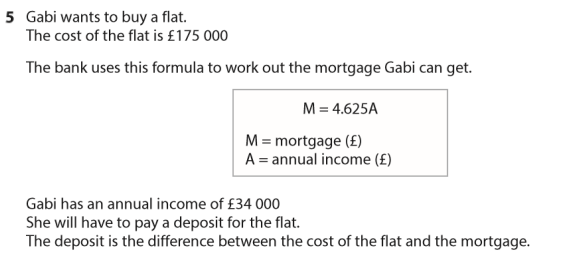 5 Gabi wants to buy a flat.
The cost of the flat is £175 000
The bank uses this formula to work out the mortgage Gabi can get.
M = 4.625A
M = mortgage (£)
A = annual income (£)
Gabi has an annual income of £34 000
She will have to pay a deposit for the flat.
The deposit is the difference between the cost of the flat and the mortgage.